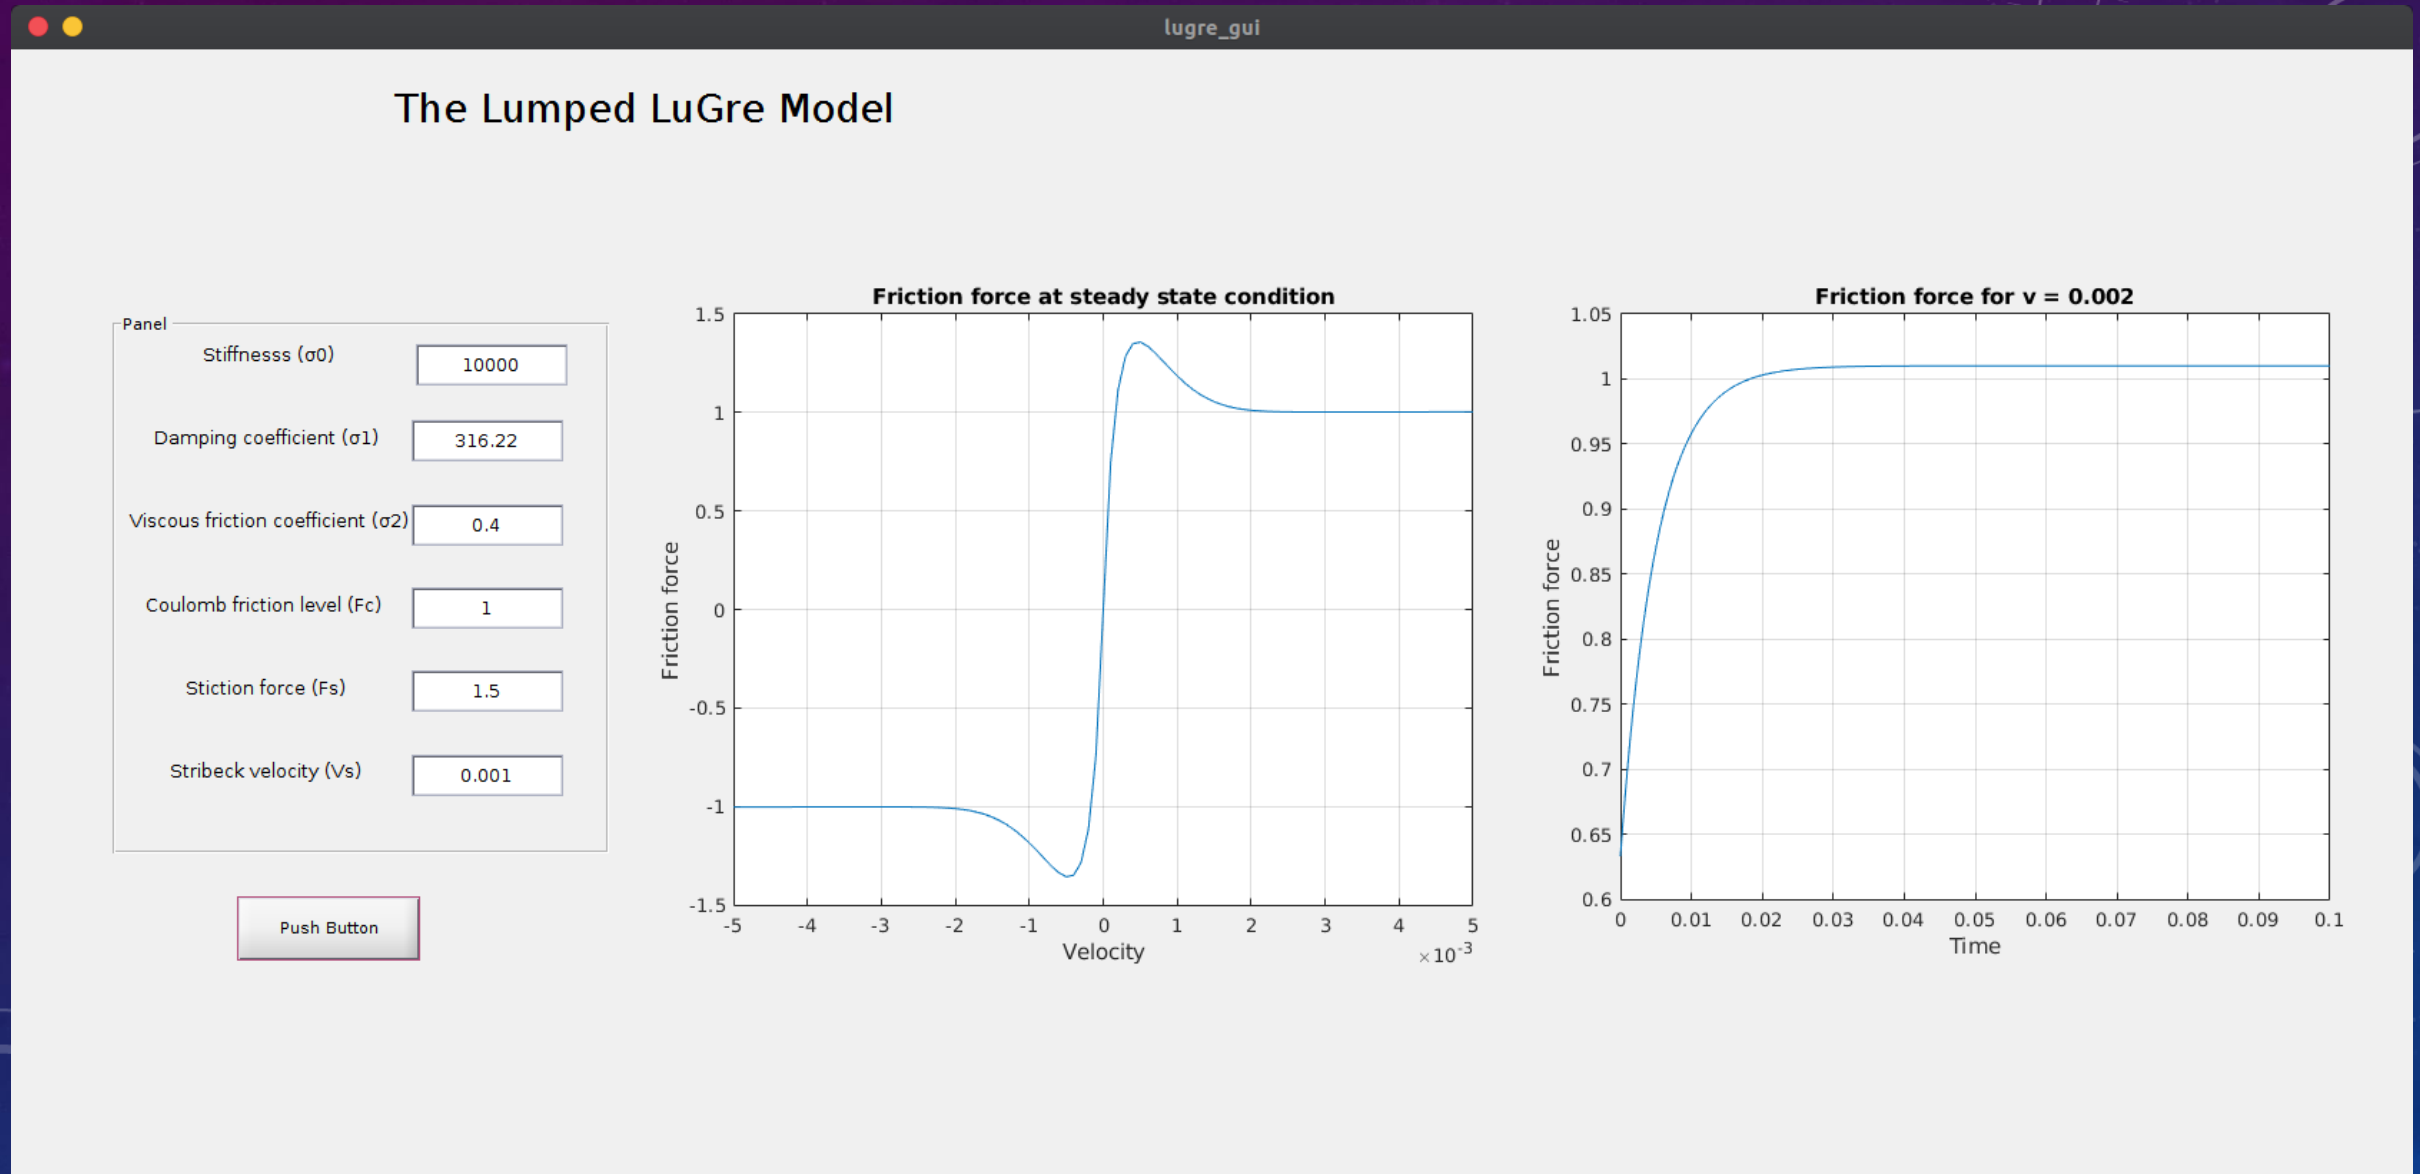 lugre_gui
The Lumped LuGre Model
Panel
Stiffnesss (σ0)
10000
Damping coefficient (σ1)
316.22
Viscous friction coefficient (σ2)
0.4
Coulomb friction level (Fc)
1
Stiction force (Fs)
1.5
Stribeck velocity (Vs)
0.001
Push Button
Friction force at steady state condition
1.5
1
0.5
0
-0.5
-1
-1.5
Friction force
-5 -4 -3 -2 -1 0 1 2 3 4 5
Velocity
×10-3
Friction force for v = 0.002
1.05
1
0.95
0.9
0.85
0.8
0.75
0.7
0.65
0.6
Friction force
0 0.01 0.02 0.03 0.04 0.05 0.06 0.07 0.08 0.09 0.1
Time